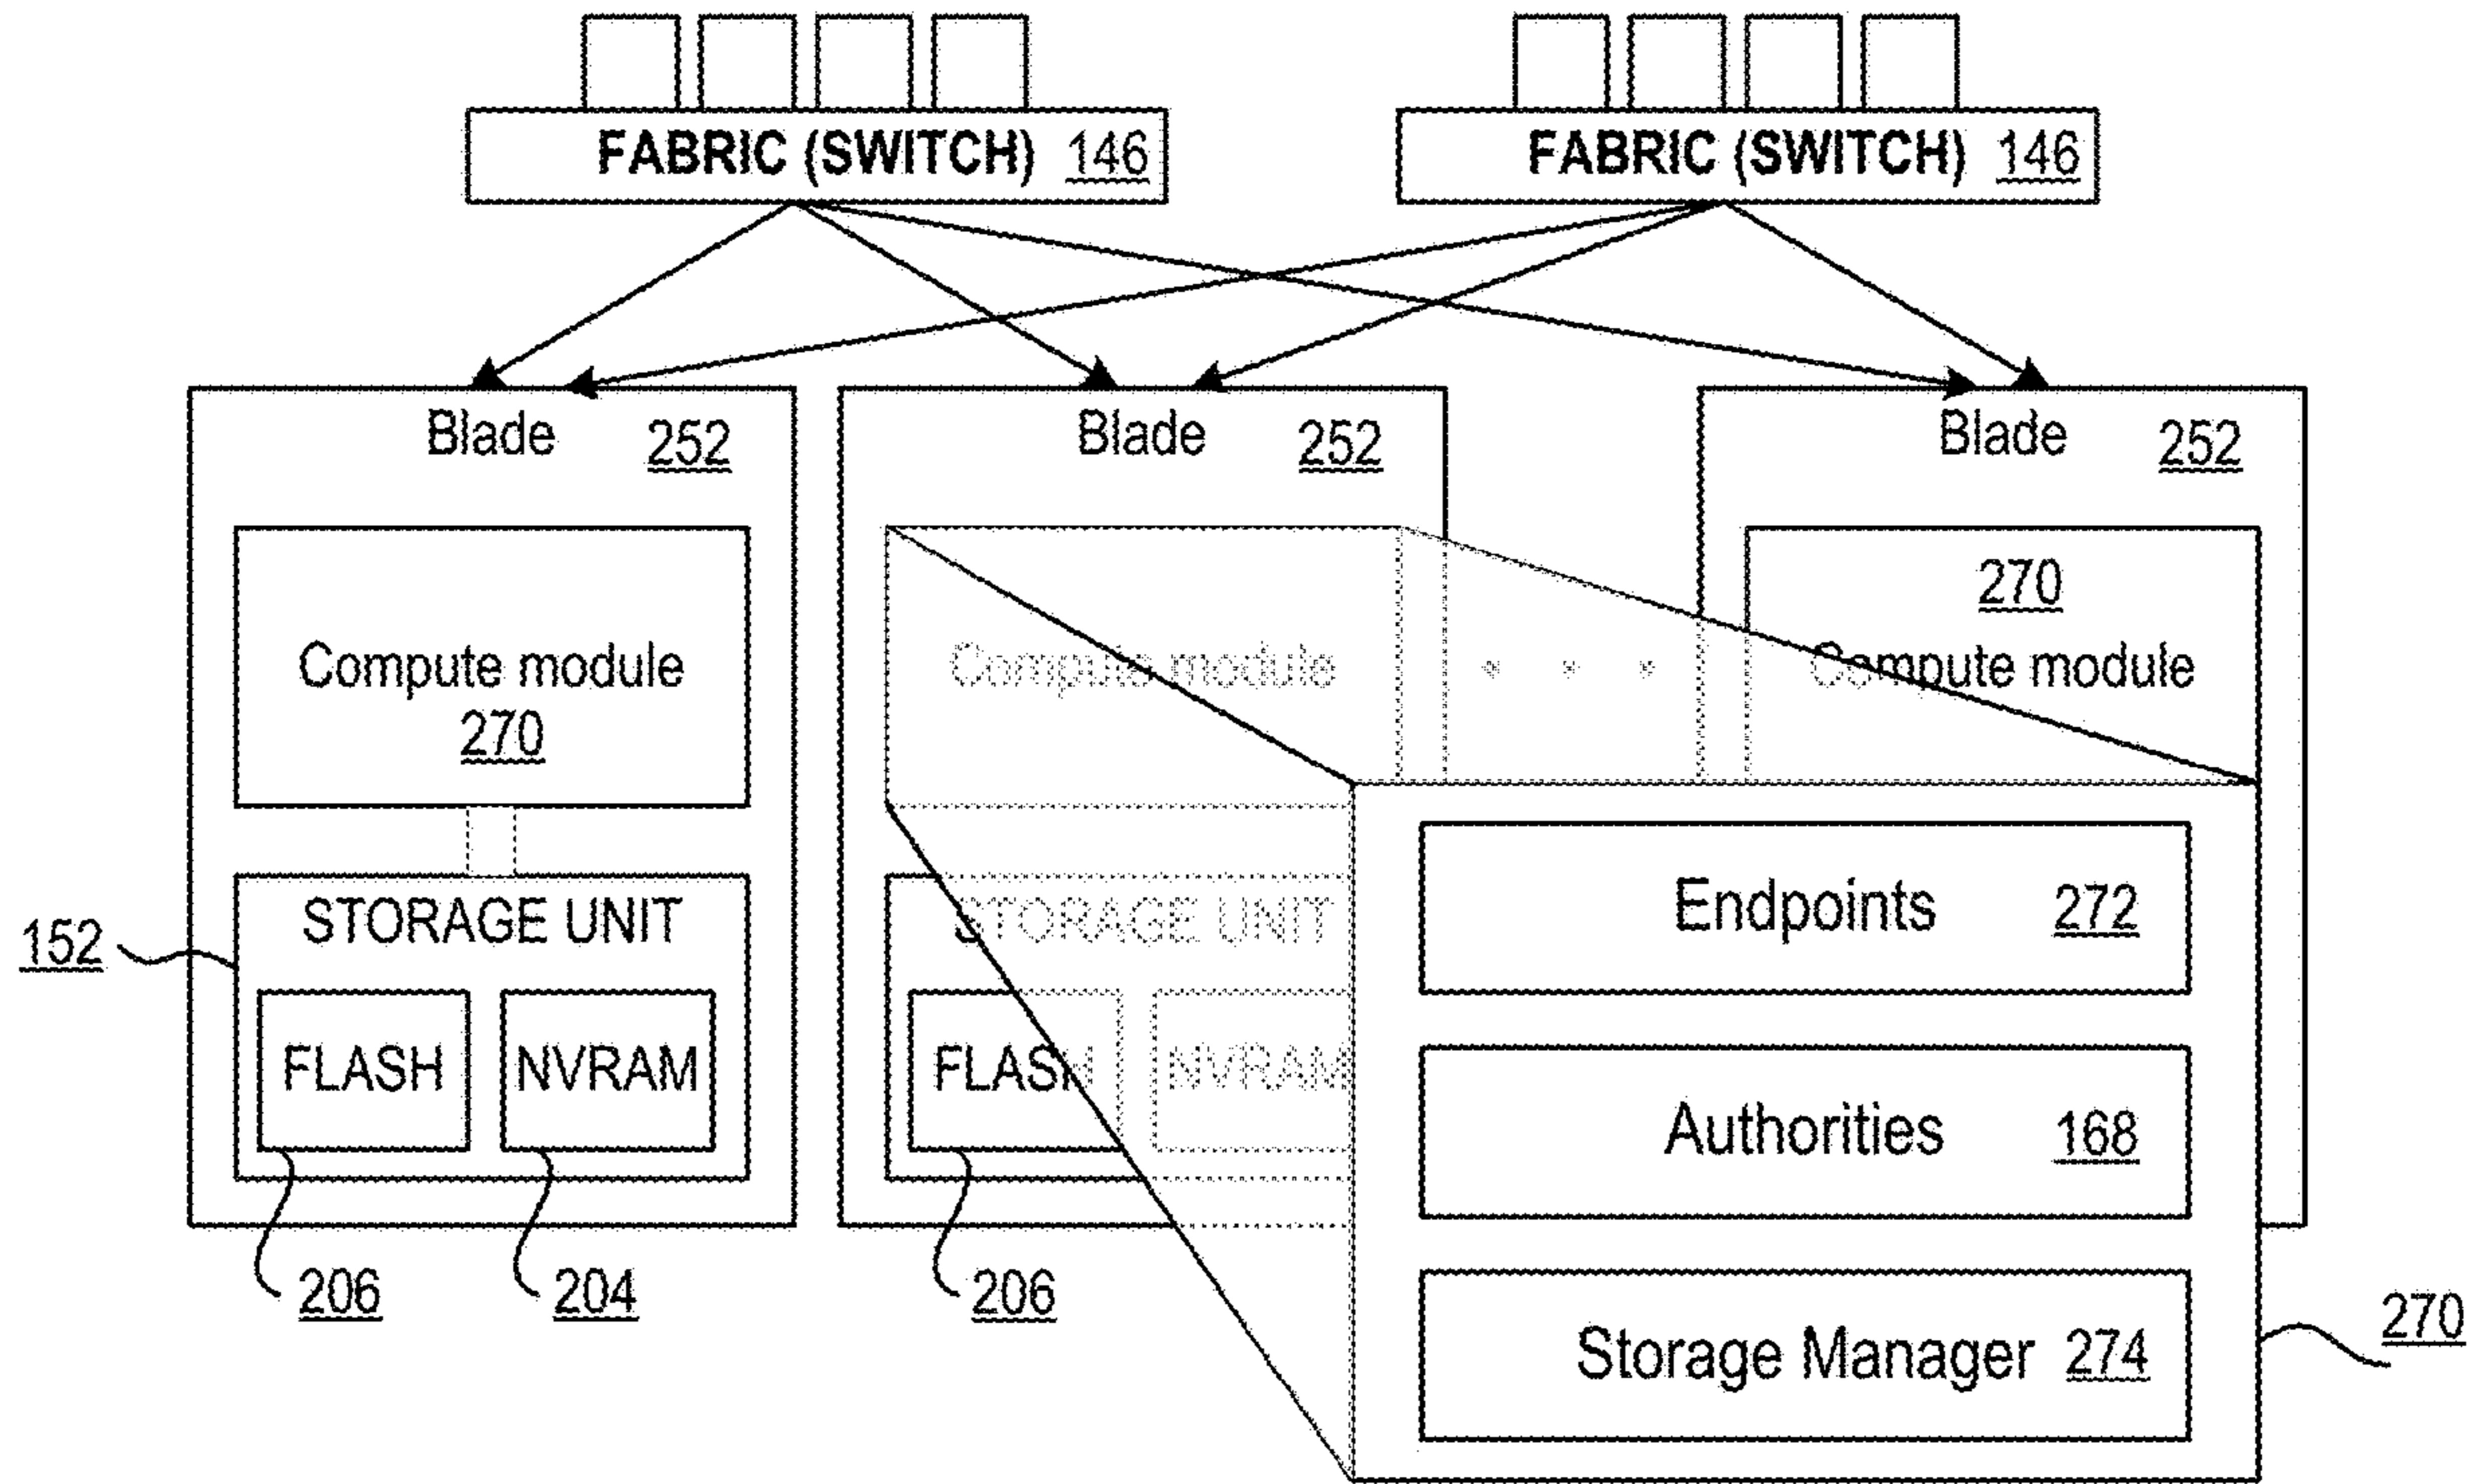 FABRIC (SWITCH) 146
FABRIC (SWITCH) 146
Blade 252
Blade 252
Blade 252
Compute module
270
Compute module
270
Compute module
STORAGE UNIT
152
FLASH
NVRAM
206
204
STORAGE UNIT
FLASH
NVRAM
206
Endpoints 272
Authorities 168
Storage Manager 274
270